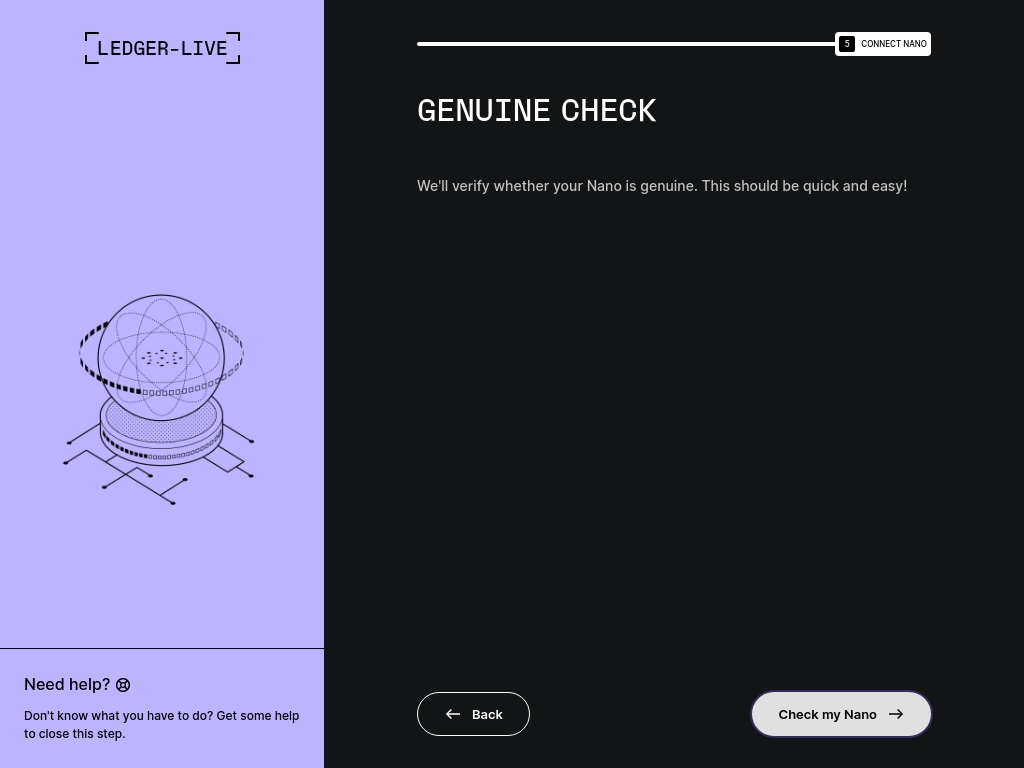 LEDGER-LIVE
5 CONNECT NANO
GENUINE CHECK
We'll verify whether your Nano is genuine. This should be quick and easy!
Need help?
Don't know what you have to do? Get some help
to close this step.
Back
Check my Nano